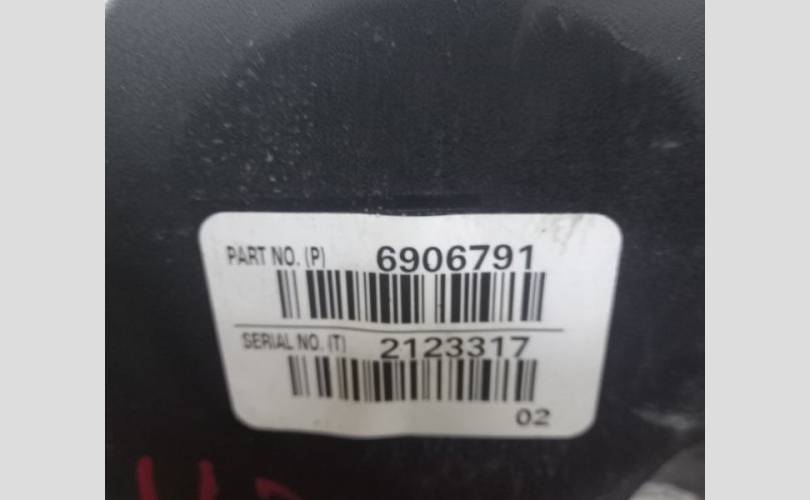 PART NO. (P) 6906791
SERIAL NO. (T) 2123317
02